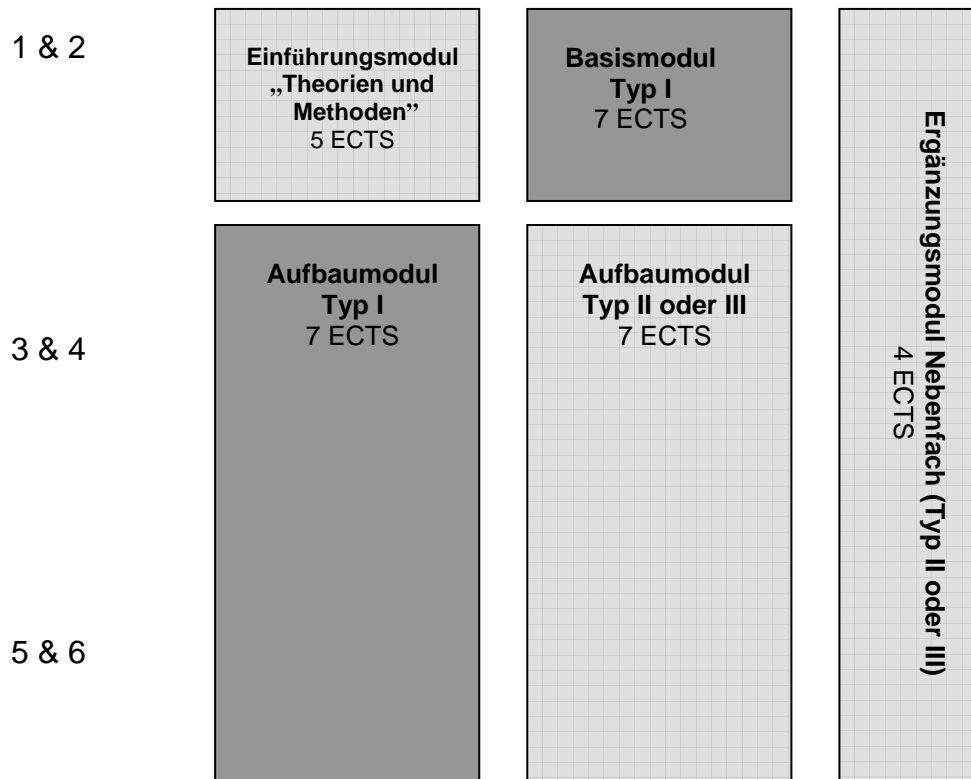 1 & 2
Einführungsmodul
„Theorien und
Methoden”
5 ECTS
Basismodul
Typ I
7 ECTS
Ergänzungsmodul Nebenfach (Typ II oder III)
4 ECTS
Aufbaumodul
Typ I
7 ECTS
Aufbaumodul
Typ II oder III
7 ECTS
3 & 4
5 & 6